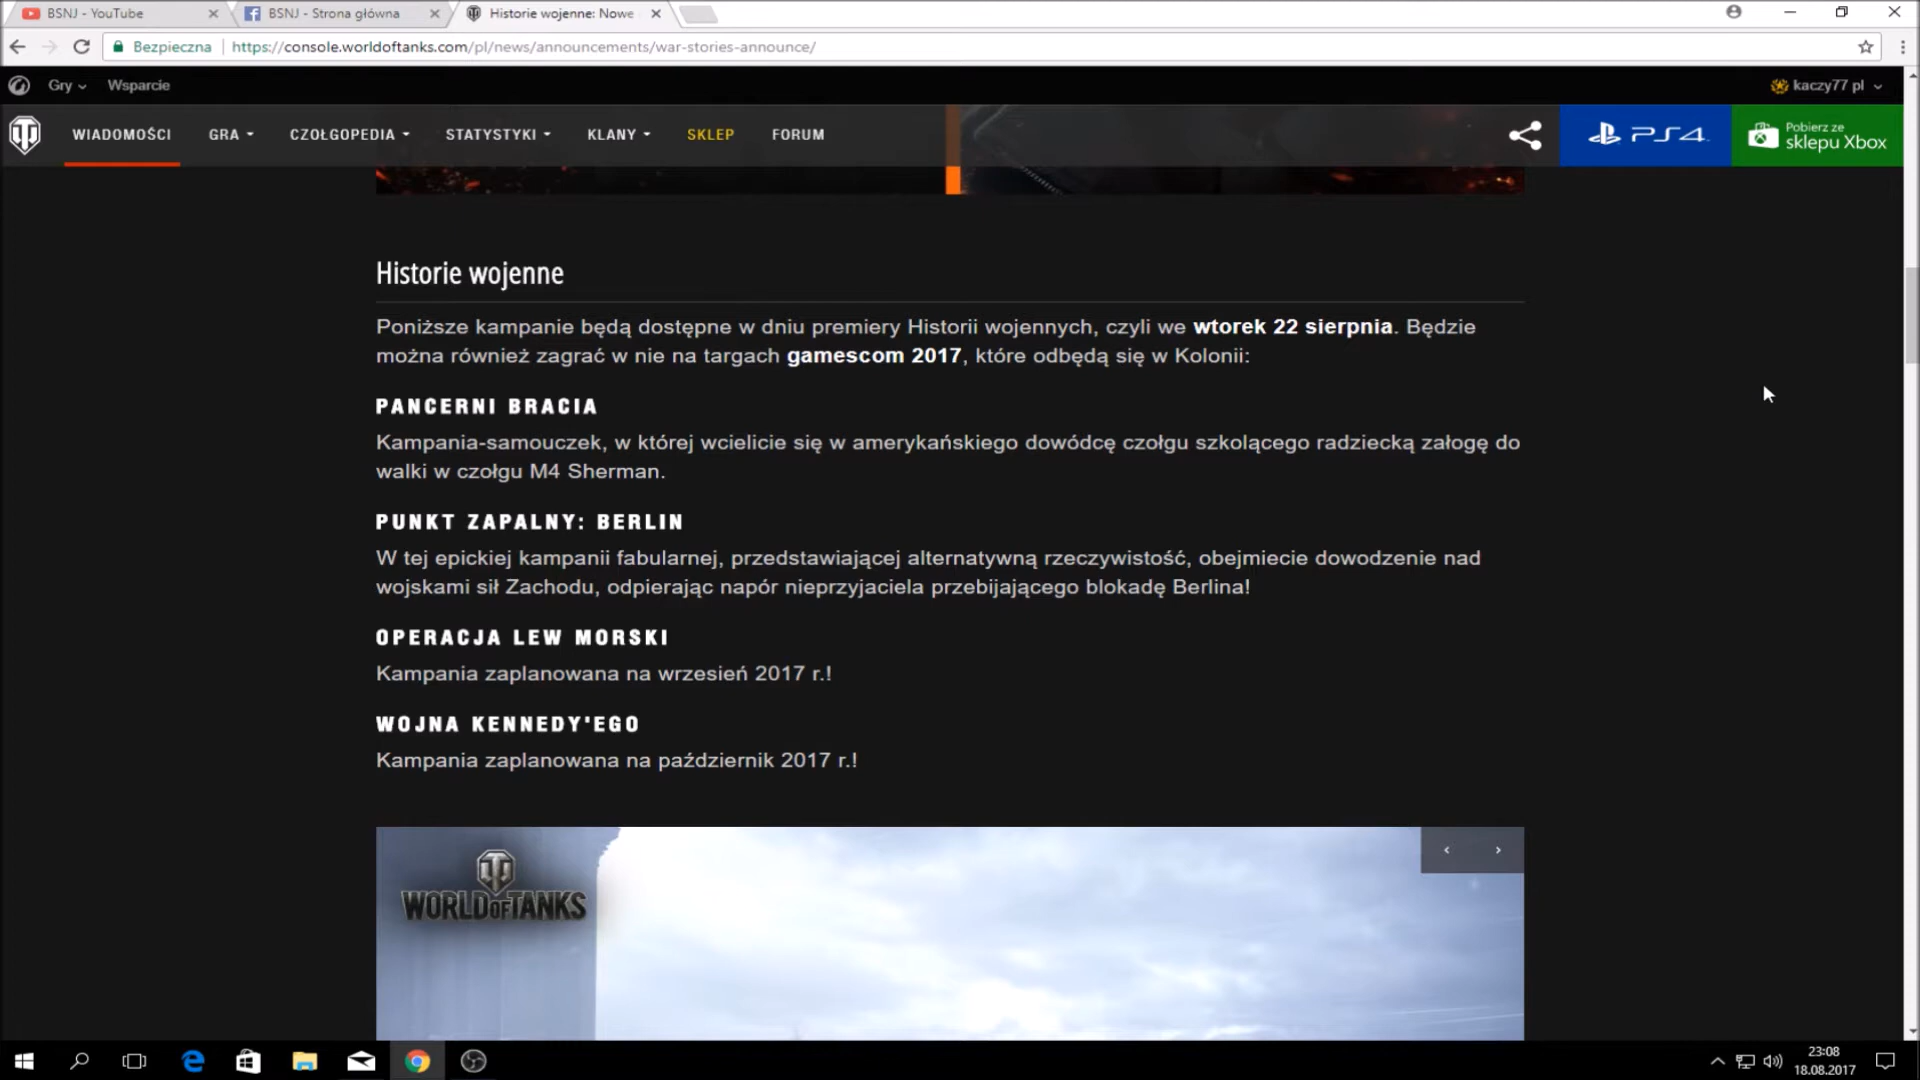 BSNJ - YouTube
BSNJ - Strona główna
Historie wojenne: Nowe
Bezpieczna
https://console.worldoftanks.com/pl/news/announcements/war-stories-announce/
Gry
Wsparcie
kaczy77 pl
WIADOMOŚCI
GRA
CZOŁGOPEDIA
STATYSTYKI
KLANY
SKLEP
FORUM
PS4
Pobierz ze
sklepu Xbox
Historie wojenne
Poniższe kampanie będą dostępne w dniu premiery Historii wojennych, czyli we wtorek 22 sierpnia. Będzie
można również zagrać w nie na targach gamescom 2017, które odbędą się w Kolonii:
PANCERNI BRACIA
Kampania-samouczek, w której wcielicie się w amerykańskiego dowódcę czołgu szkolącego radziecką załogę do
walki w czołgu M4 Sherman.
PUNKT ZAPALNY: BERLIN
W tej epickiej kampanii fabularnej, przedstawiającej alternatywną rzeczywistość, obejmiecie dowodzenie nad
wojskami sił Zachodu, odpierając napór nieprzyjaciela przebijającego blokadę Berlina!
OPERACJA LEW MORSKI
Kampania zaplanowana na wrzesień 2017 r.!
WOJNA KENNEDY'EGO
Kampania zaplanowana na październik 2017 r.!
WORLD OF TANKS
23:08
18.08.2017